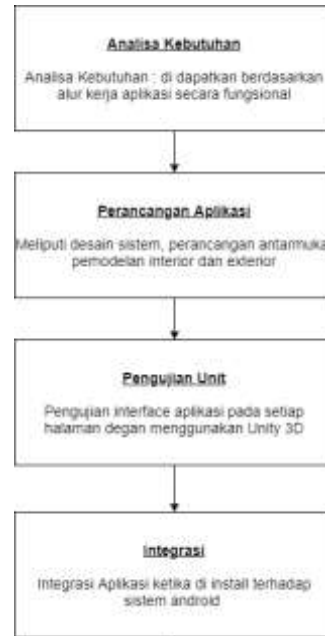 Analisa Kebutuhan
Analisa Kebutuhan : di dapatkan berdasarkan
alur kerja aplikasi secara fungsional
Perancangan Aplikasi
Meliputi desain sistem, perancangan antarmuka
pemodelan interior dan exterior
Pengujian Unit
Pengujian interface aplikasi pada setiap
halaman degan menggunakan Unity 3D
Integrasi
Integrasi Aplikasi ketika di install terhadap
sistem android